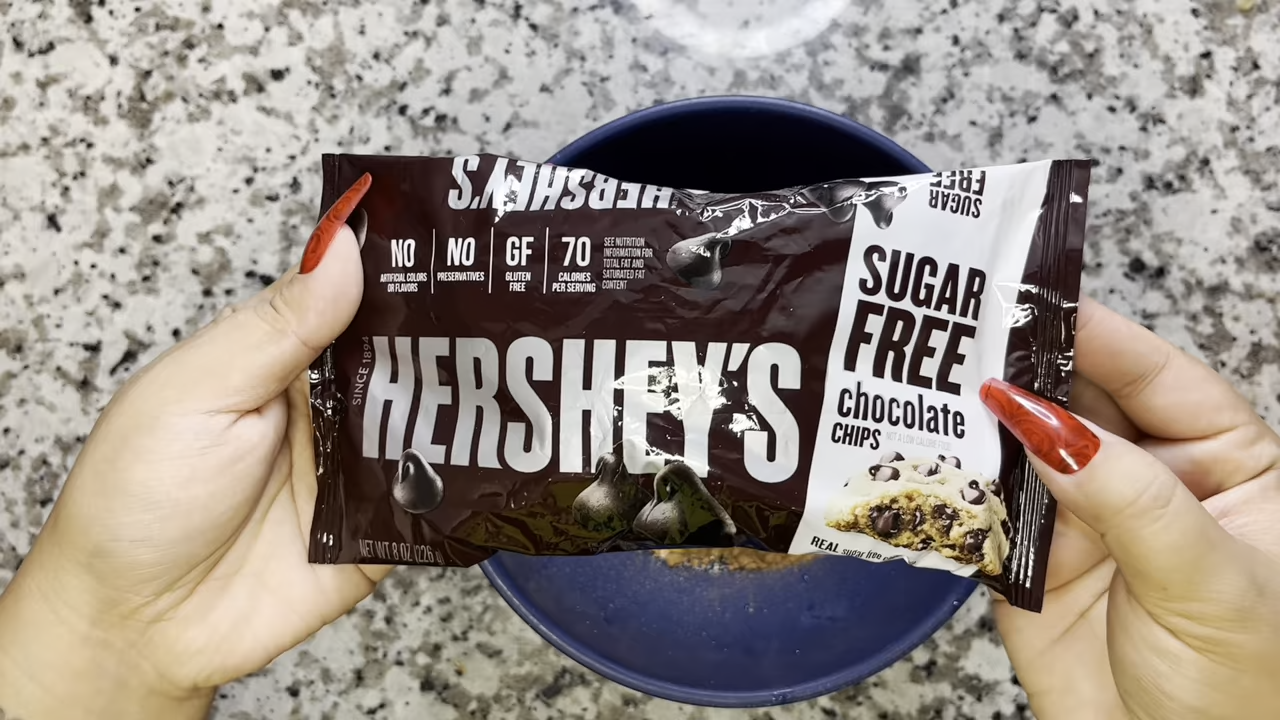 HERSHEY'S
SUGAR
FREE
NO
ARTIFICIAL COLORS
OR FLAVORS
NO
PRESERVATIVES
GF
GLUTEN
FREE
70
CALORIES
PER SERVING
SEE NUTRITION
INFORMATION FOR
TOTAL FAT AND
SATURATED FAT
CONTENT
SINCE 1894
HERSHEY'S
SUGAR
FREE
chocolate
CHIPS NOT A LOW CALORIE FOOD
REAL sugar free
NET WT 8 OZ (226 g)